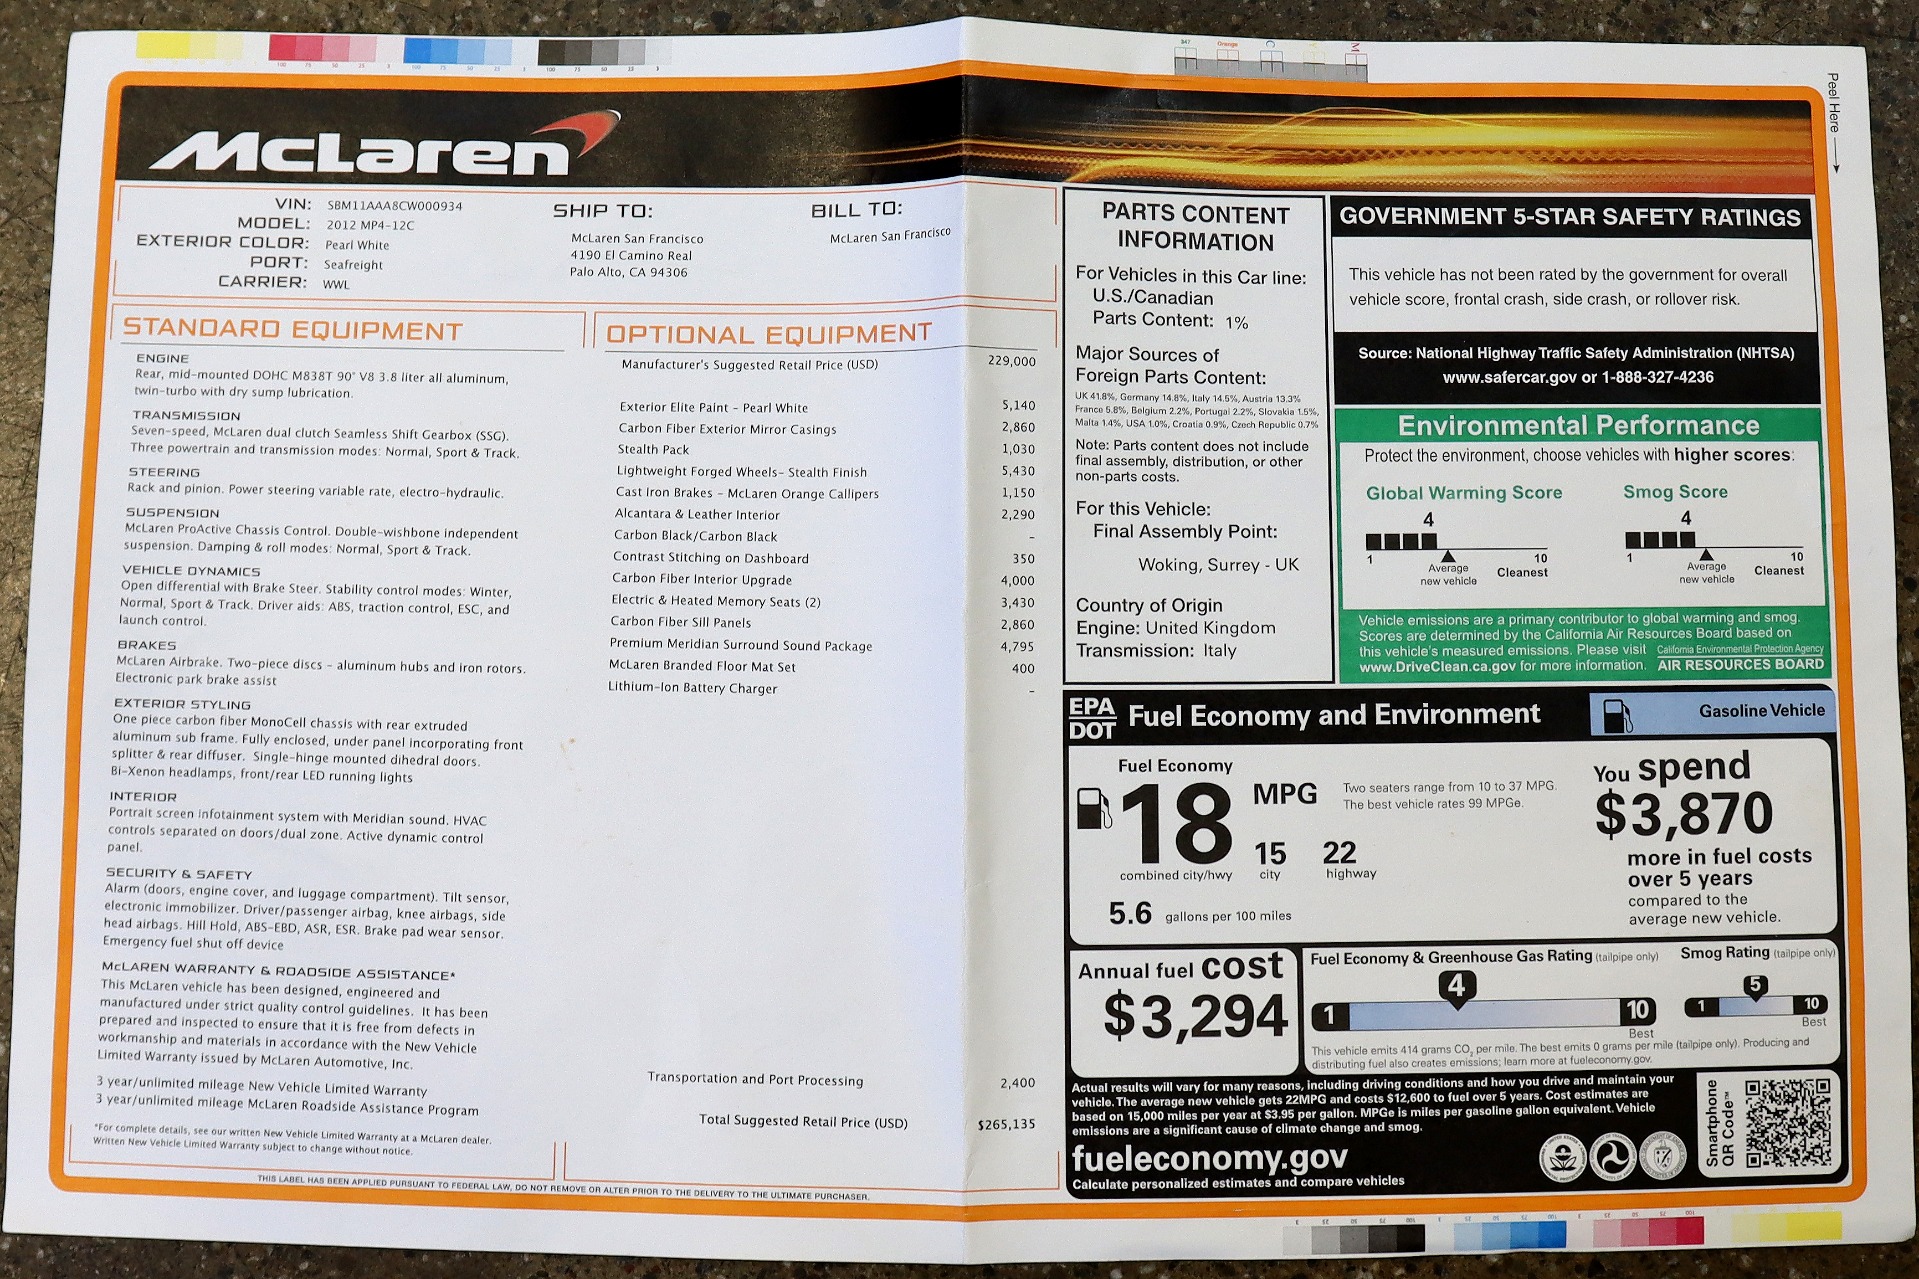 Peel Here
McLaren
VIN: SBM11AAA8CW000934
MODEL: 2012 MP4-12C
EXTERIOR COLOR: Pearl White
PORT: Seafreight
CARRIER: WWL
SHIP TO:
McLaren San Francisco
4190 El Camino Real
Palo Alto, CA 94306
BILL TO:
McLaren San Francisco
STANDARD EQUIPMENT
ENGINE
Rear, mid-mounted DOHC M838T 90° V8 3.8 liter all aluminum,
twin-turbo with dry sump lubrication.
TRANSMISSION
Seven-speed, McLaren dual clutch Seamless Shift Gearbox (SSG).
Three powertrain and transmission modes: Normal, Sport & Track.
STEERING
Rack and pinion. Power steering variable rate, electro-hydraulic.
SUSPENSION
McLaren ProActive Chassis Control. Double-wishbone independent
suspension. Damping & roll modes: Normal, Sport & Track.
VEHICLE DYNAMICS
Open differential with Brake Steer. Stability control modes: Winter,
Normal, Sport & Track. Driver aids: ABS, traction control, ESC, and
launch control.
BRAKES
McLaren Airbrake. Two-piece discs - aluminum hubs and iron rotors.
Electronic park brake assist
EXTERIOR STYLING
One piece carbon fiber MonoCell chassis with rear extruded
aluminum sub frame. Fully enclosed, under panel incorporating front
splitter & rear diffuser. Single-hinge mounted dihedral doors.
Bi-Xenon headlamps, front/rear LED running lights
INTERIOR
Portrait screen infotainment system with Meridian sound. HVAC
controls separated on doors/dual zone. Active dynamic control
panel.
SECURITY & SAFETY
Alarm (doors, engine cover, and luggage compartment). Tilt sensor,
electronic immobilizer. Driver/passenger airbag, knee airbags, side
head airbags. Hill Hold, ABS-EBD, ASR, ESR. Brake pad wear sensor.
Emergency fuel shut off device
McLAREN WARRANTY & ROADSIDE ASSISTANCE*
This McLaren vehicle has been designed, engineered and
manufactured under strict quality control guidelines. It has been
prepared and inspected to ensure that it is free from defects in
workmanship and materials in accordance with the New Vehicle
Limited Warranty issued by McLaren Automotive, Inc.
3 year/unlimited mileage New Vehicle Limited Warranty
3 year/unlimited mileage McLaren Roadside Assistance Program
*For complete details, see our written New Vehicle Limited Warranty at a McLaren dealer.
Written New Vehicle Limited Warranty subject to change without notice.
OPTIONAL EQUIPMENT
Manufacturer's Suggested Retail Price (USD) 229,000
Exterior Elite Paint - Pearl White 5,140
Carbon Fiber Exterior Mirror Casings 2,860
Stealth Pack 1,030
Lightweight Forged Wheels- Stealth Finish 5,430
Cast Iron Brakes - McLaren Orange Callipers 1,150
Alcantara & Leather Interior 2,290
Carbon Black/Carbon Black -
Contrast Stitching on Dashboard 350
Carbon Fiber Interior Upgrade 4,000
Electric & Heated Memory Seats (2) 3,430
Carbon Fiber Sill Panels 2,860
Premium Meridian Surround Sound Package 4,795
McLaren Branded Floor Mat Set 400
Lithium-Ion Battery Charger -
Transportation and Port Processing 2,400
Total Suggested Retail Price (USD) $265,135
THIS LABEL HAS BEEN APPLIED PURSUANT TO FEDERAL LAW, DO NOT REMOVE OR ALTER PRIOR TO THE DELIVERY TO THE ULTIMATE PURCHASER.
PARTS CONTENT
INFORMATION
For Vehicles in this Car line:
U.S./Canadian
Parts Content: 1%
Major Sources of
Foreign Parts Content:
UK 41.8%, Germany 14.8%, Italy 14.5%, Austria 13.3%
France 5.8%, Belgium 2.2%, Portugal 2.2%, Slovakia 1.5%,
Malta 1.4%, USA 1.0%, Croatia 0.9%, Czech Republic 0.7%
Note: Parts content does not include
final assembly, distribution, or other
non-parts costs.
For this Vehicle:
Final Assembly Point:
Woking, Surrey - UK
Country of Origin
Engine: United Kingdom
Transmission: Italy
GOVERNMENT 5-STAR SAFETY RATINGS
This vehicle has not been rated by the government for overall
vehicle score, frontal crash, side crash, or rollover risk.
Source: National Highway Traffic Safety Administration (NHTSA)
www.safercar.gov or 1-888-327-4236
Environmental Performance
Protect the environment, choose vehicles with higher scores:
Global Warming Score
4
1 10
Average
new vehicle
Cleanest
Smog Score
4
1 10
Average
new vehicle
Cleanest
Vehicle emissions are a primary contributor to global warming and smog.
Scores are determined by the California Air Resources Board based on
this vehicle's measured emissions. Please visit
www.DriveClean.ca.gov for more information.
California Environmental Protection Agency
AIR RESOURCES BOARD
EPA
DOT
Fuel Economy and Environment
Gasoline Vehicle
Fuel Economy
18 MPG
combined city/hwy
15
city
22
highway
5.6 gallons per 100 miles
Two seaters range from 10 to 37 MPG.
The best vehicle rates 99 MPGe.
You spend
$3,870
more in fuel costs
over 5 years
compared to the
average new vehicle.
Annual fuel cost
$3,294
Fuel Economy & Greenhouse Gas Rating (tailpipe only)
4
1 10
Best
Smog Rating (tailpipe only)
5
1 10
Best
This vehicle emits 414 grams CO2 per mile. The best emits 0 grams per mile (tailpipe only). Producing and
distributing fuel also creates emissions; learn more at fueleconomy.gov.
Actual results will vary for many reasons, including driving conditions and how you drive and maintain your
vehicle. The average new vehicle gets 22MPG and costs $12,600 to fuel over 5 years. Cost estimates are
based on 15,000 miles per year at $3.95 per gallon. MPGe is miles per gasoline gallon equivalent. Vehicle
emissions are a significant cause of climate change and smog.
fueleconomy.gov
Calculate personalized estimates and compare vehicles
Smartphone
QR Code™